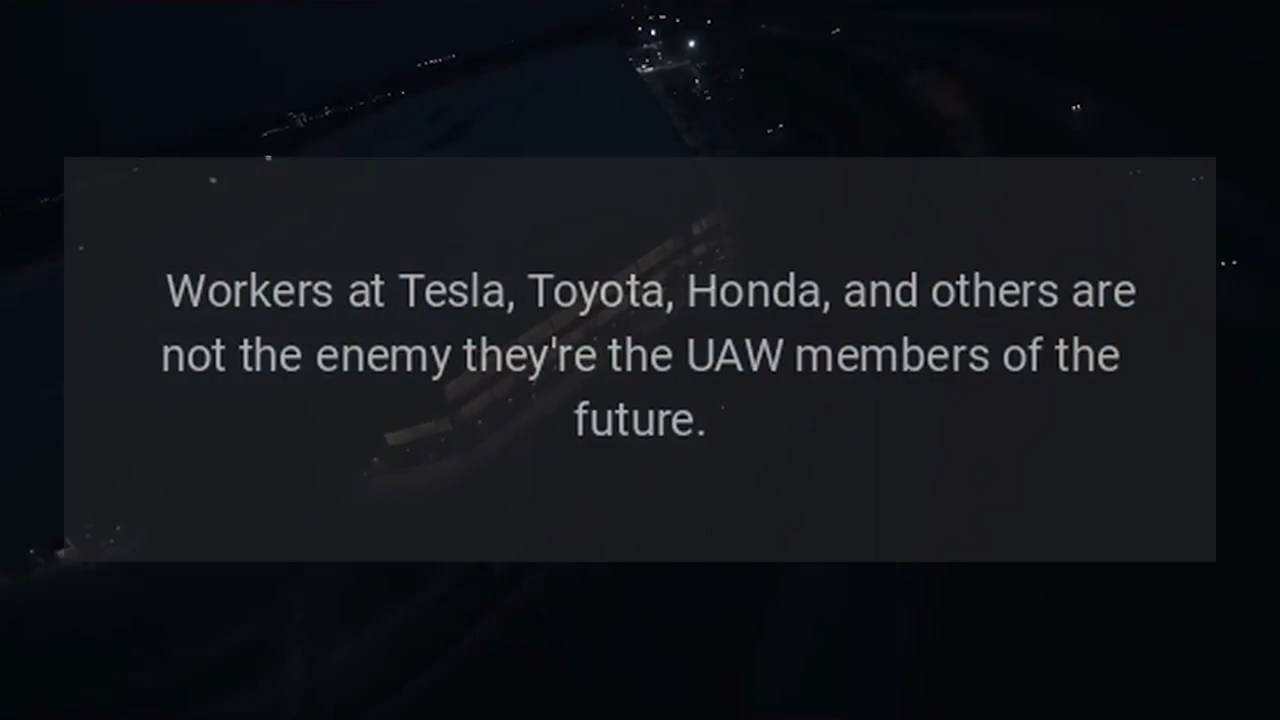 Workers at Tesla, Toyota, Honda, and others are
not the enemy they're the UAW members of the
future.